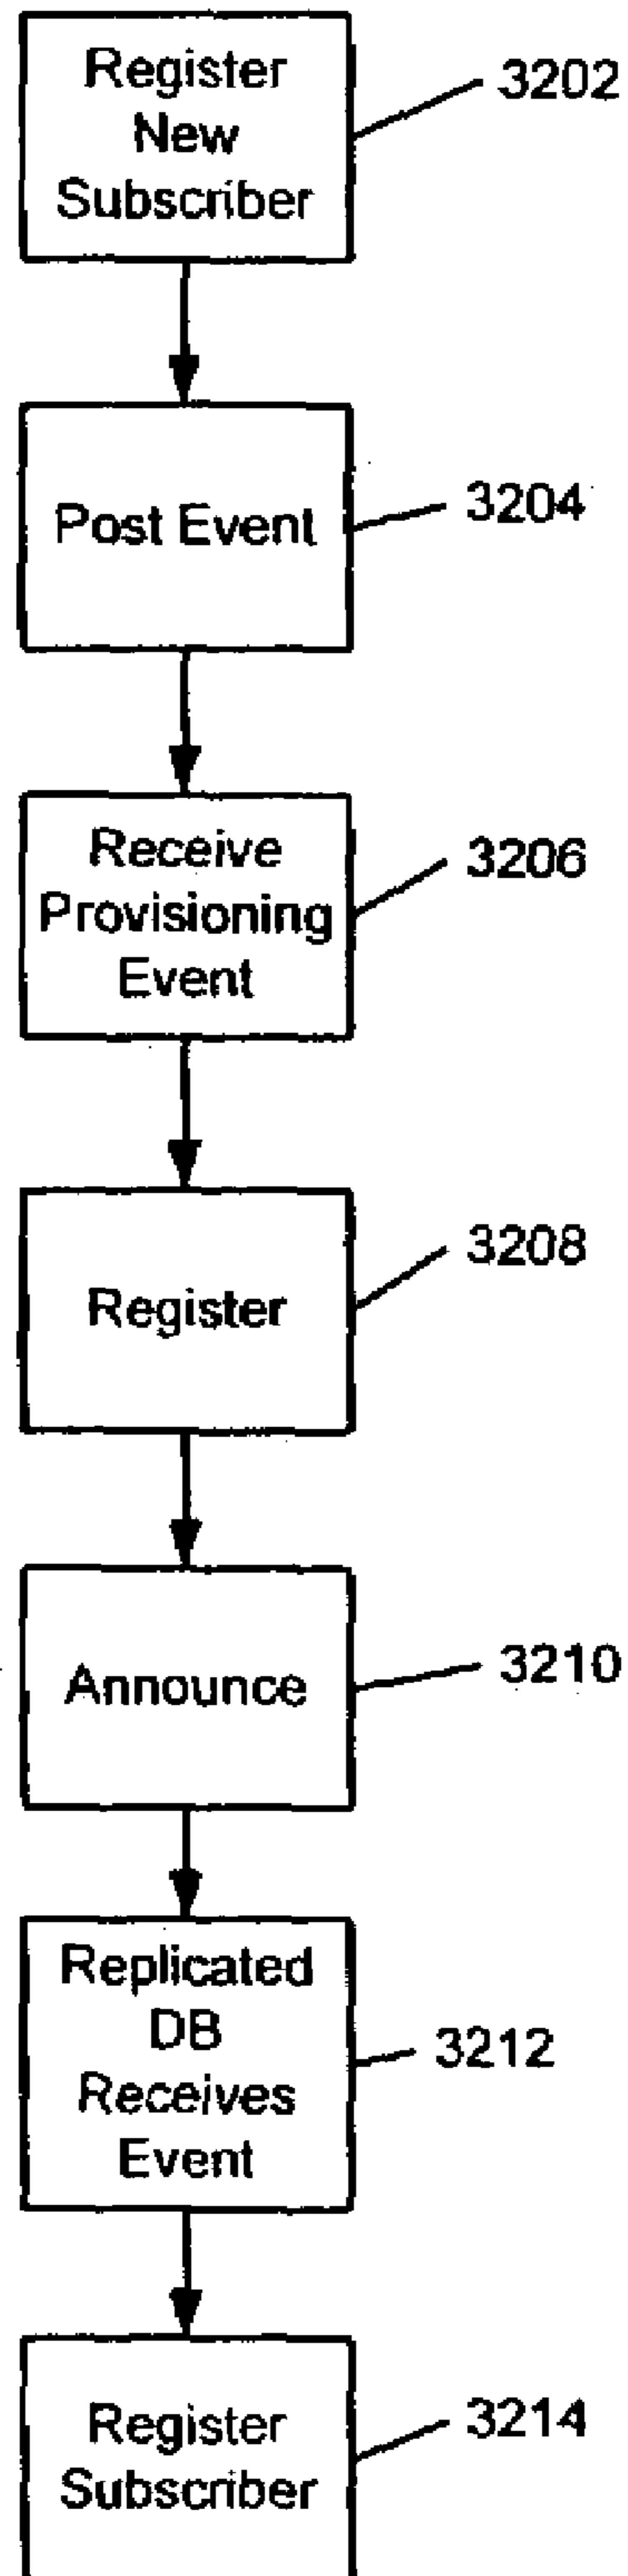 Register
New
Subscriber
3202
Post Event
3204
Receive
Provisioning
Event
3206
Register
3208
Announce
3210
Replicated
DB
Receives
Event
3212
Register
Subscriber
3214